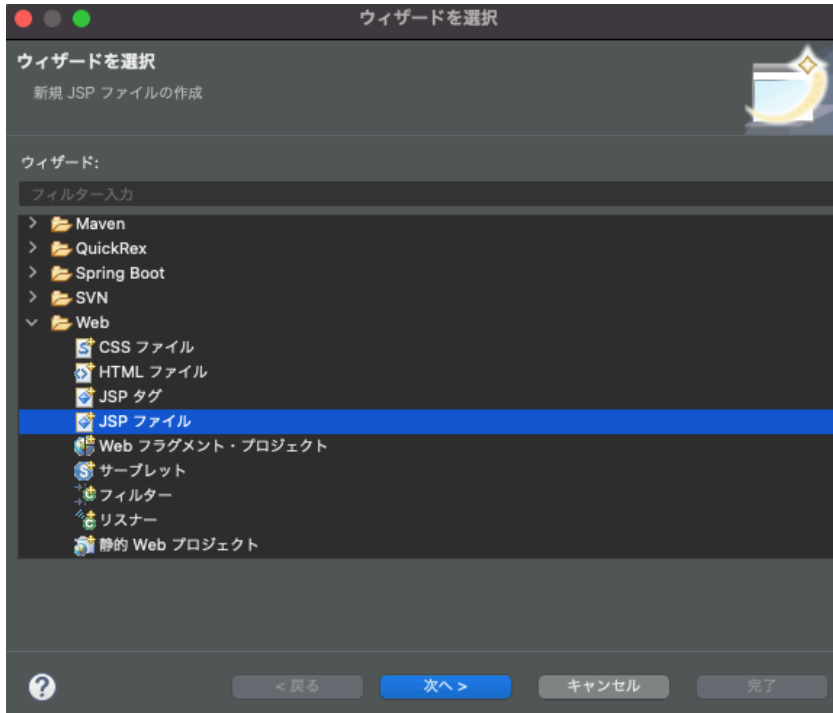 ウィザードを選択
ウィザードを選択
新規 JSP ファイルの作成
ウィザード:
フィルター入力
Maven
QuickRex
Spring Boot
SVN
Web
CSS ファイル
HTML ファイル
JSP タグ
JSP ファイル
Web フラグメント・プロジェクト
サーブレット
フィルター
リスナー
静的 Web プロジェクト
? < 戻る 次へ > キャンセル 完了